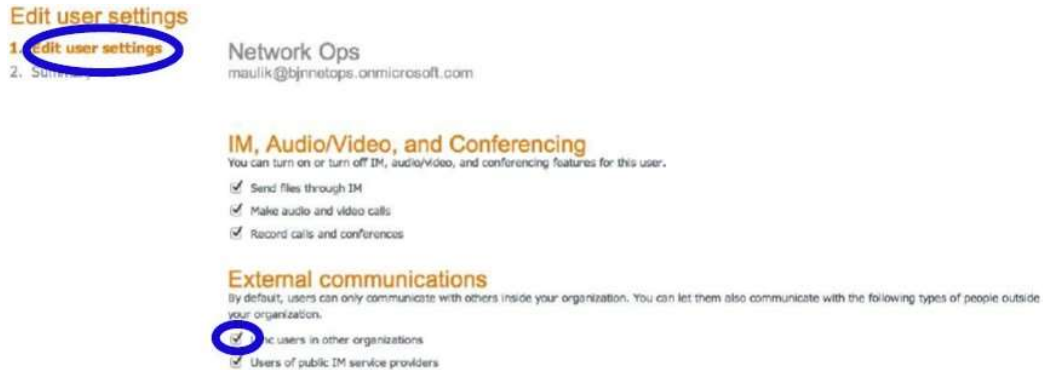 Edit user settings
1. Edit user settings
2. Summary
Network Ops
maulik@bjnnetops.onmicrosoft.com
IM, Audio/Video, and Conferencing
You can turn on or turn off IM, audio/video, and conferencing features for this user.
Send files through IM
Make audio and video calls
Record calls and conferences
External communications
By default, users can only communicate with others inside your organization. You can let them also communicate with the following types of people outside
your organization.
users in other organizations
Users of public IM service providers